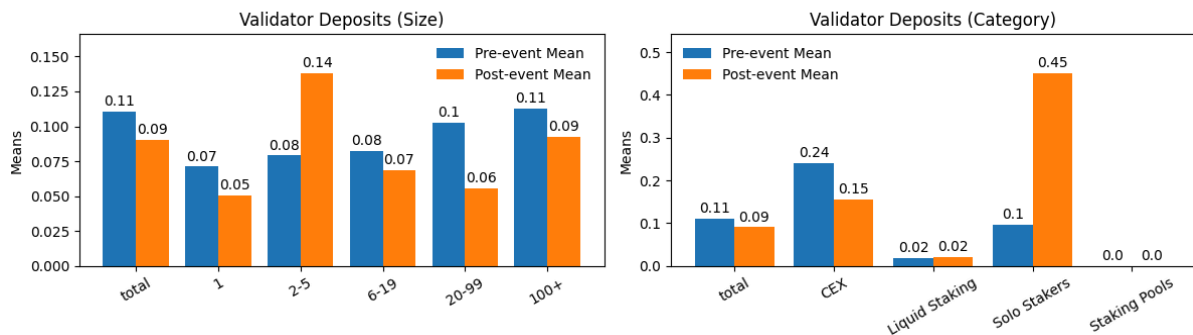 Validator Deposits (Size)
Means
0.150
0.125
0.100
0.075
0.050
0.025
0.000
Pre-event Mean
Post-event Mean
0.11
0.09
0.07
0.05
0.08
0.14
0.08
0.07
0.1
0.06
0.11
0.09
total
1
2-5
6-19
20-99
100+
Validator Deposits (Category)
Means
0.5
0.4
0.3
0.2
0.1
0.0
Pre-event Mean
Post-event Mean
0.11
0.09
0.24
0.15
0.02
0.02
0.1
0.45
0.0
0.0
total
CEX
Liquid Staking
Solo Stakers
Staking Pools